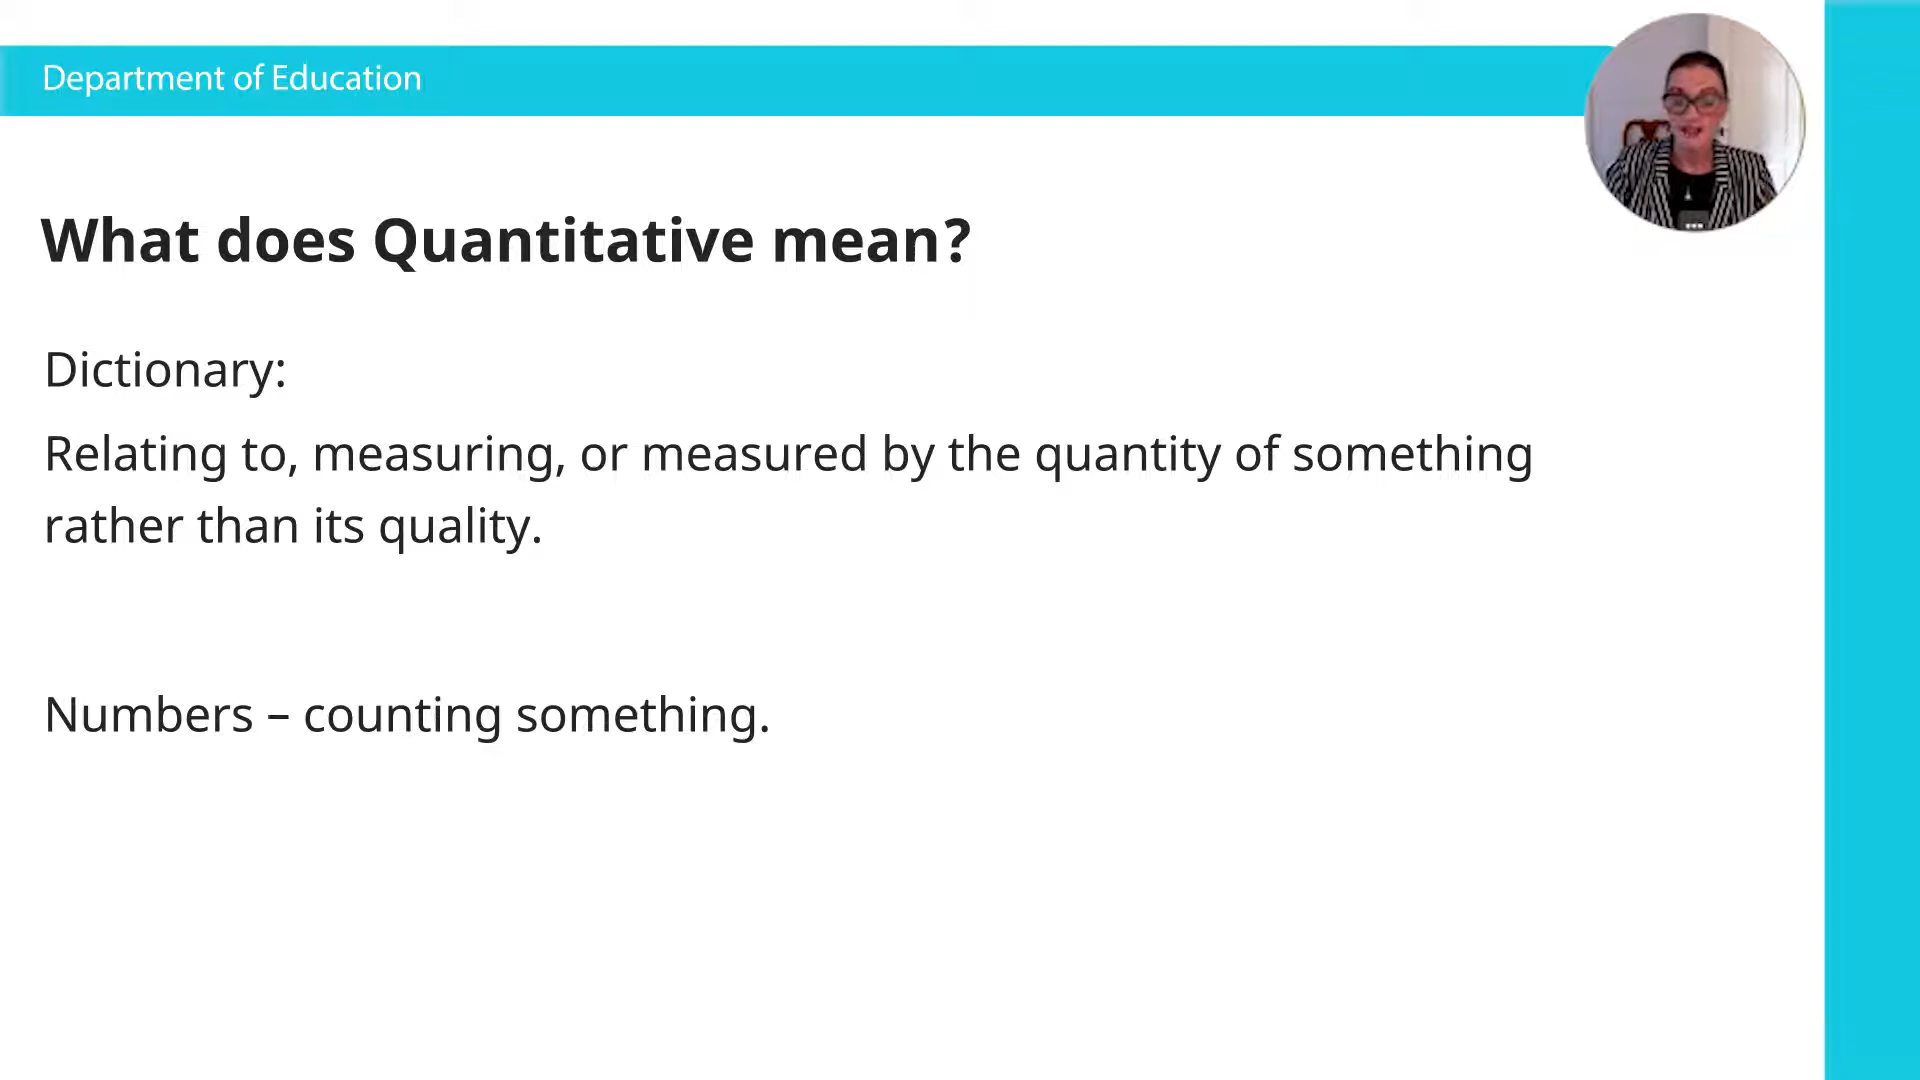 Department of Education
What does Quantitative mean?
Dictionary:
Relating to, measuring, or measured by the quantity of something
rather than its quality.
Numbers – counting something.